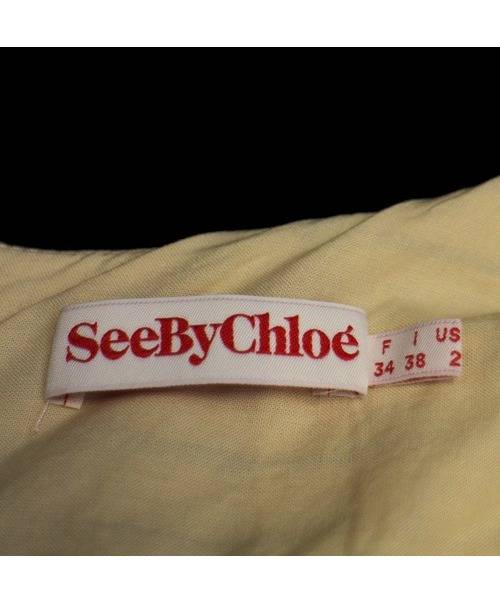 SeeByChloé
F I US
34 38 2